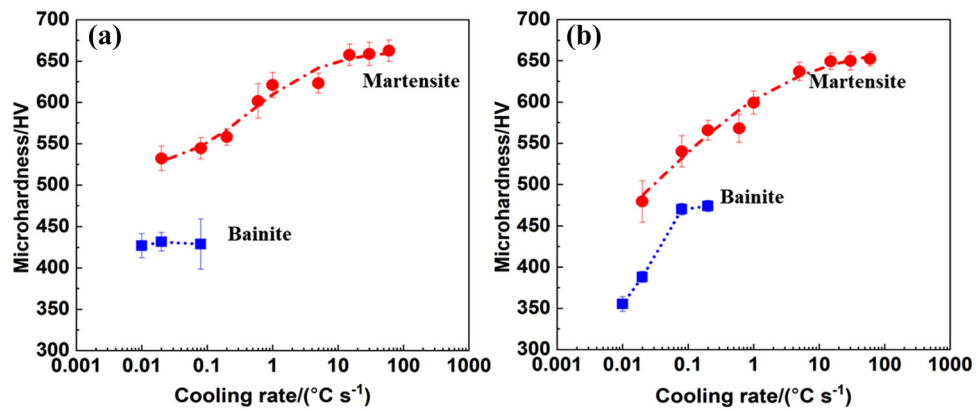 (a)
Microhardness/HV
700
650
600
550
500
450
400
350
300
Martensite
Bainite
0.001 0.01 0.1 1 10 100 1000
Cooling rate/(°C s⁻¹)
(b)
Microhardness/HV
700
650
600
550
500
450
400
350
300
Martensite
Bainite
0.001 0.01 0.1 1 10 100 1000
Cooling rate/(°C s⁻¹)